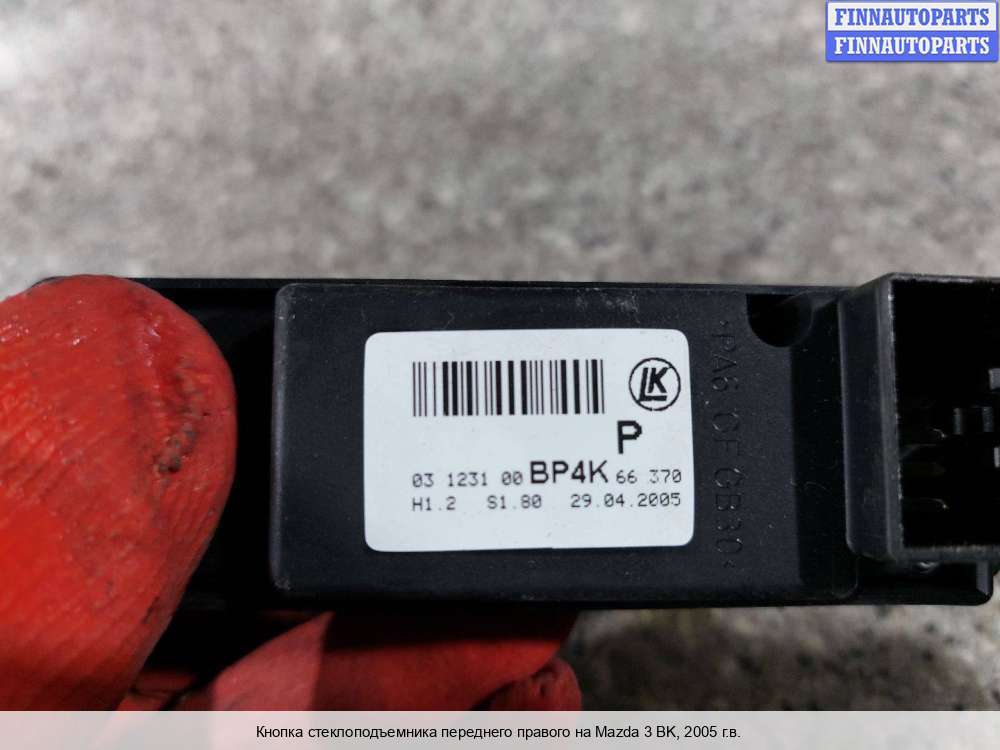 FINNAUTOPARTS
FINNAUTOPARTS
LK
P
03 1231 00 BP4K 66 370
H1.2 S1.80 29.04.2005
Кнопка стеклоподъемника переднего правого на Mazda 3 BK, 2005 г.в.